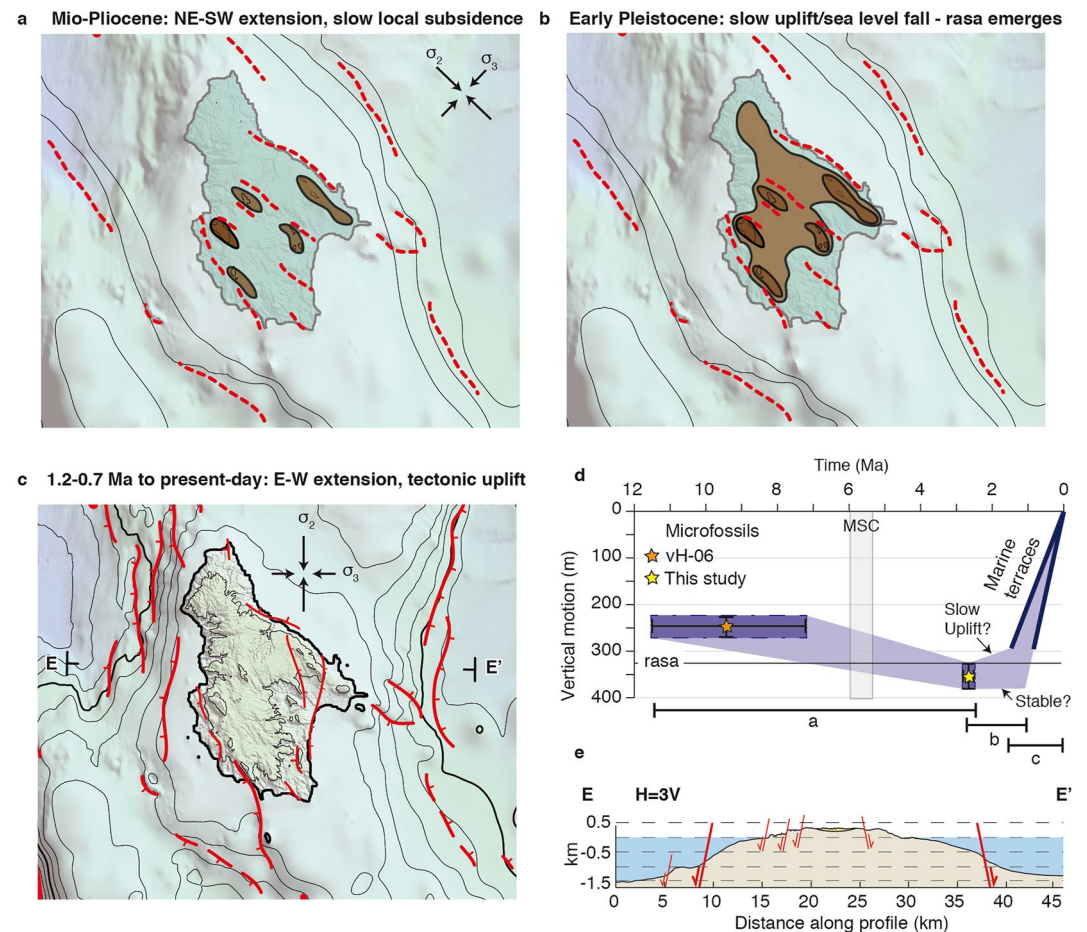 a Mio-Pliocene: NE-SW extension, slow local subsidence
σ2
σ3
b Early Pleistocene: slow uplift/sea level fall - rasa emerges
c 1.2-0.7 Ma to present-day: E-W extension, tectonic uplift
σ2
σ3
E
E’
d
Time (Ma)
12 10 8 6 4 2 0
Vertical motion (m)
0
100
200
300
400
Microfossils
vH-06
This study
MSC
Marine
terraces
Slow
Uplift?
rasa
Stable?
a
b
c
e
E H=3V E’
km
0.5
-0.5
-1.5
0 5 10 15 20 25 30 35 40 45
Distance along profile (km)